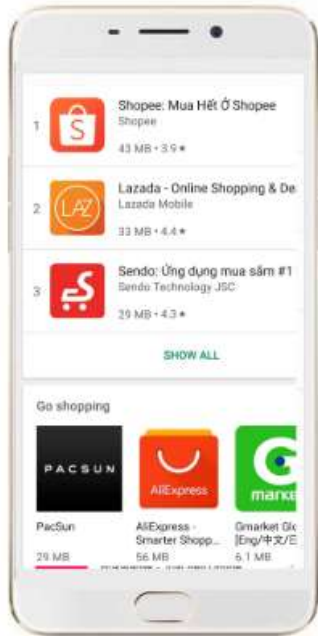 1
Shopee: Mua Hết Ở Shopee
Shopee
43 MB • 3.9 ★
2
LAZ
Lazada - Online Shopping & De
Lazada Mobile
33 MB • 4.4 ★
3
Sendo: Ứng dụng mua sắm #1
Sendo Technology JSC
29 MB • 4.3 ★
SHOW ALL
Go shopping
PACSUN
AliExpress
marke
PacSun
29 MB
AliExpress -
Smarter Shopp...
56 MB
Gmarket Glo
[Eng/中文/日
6.1 MB